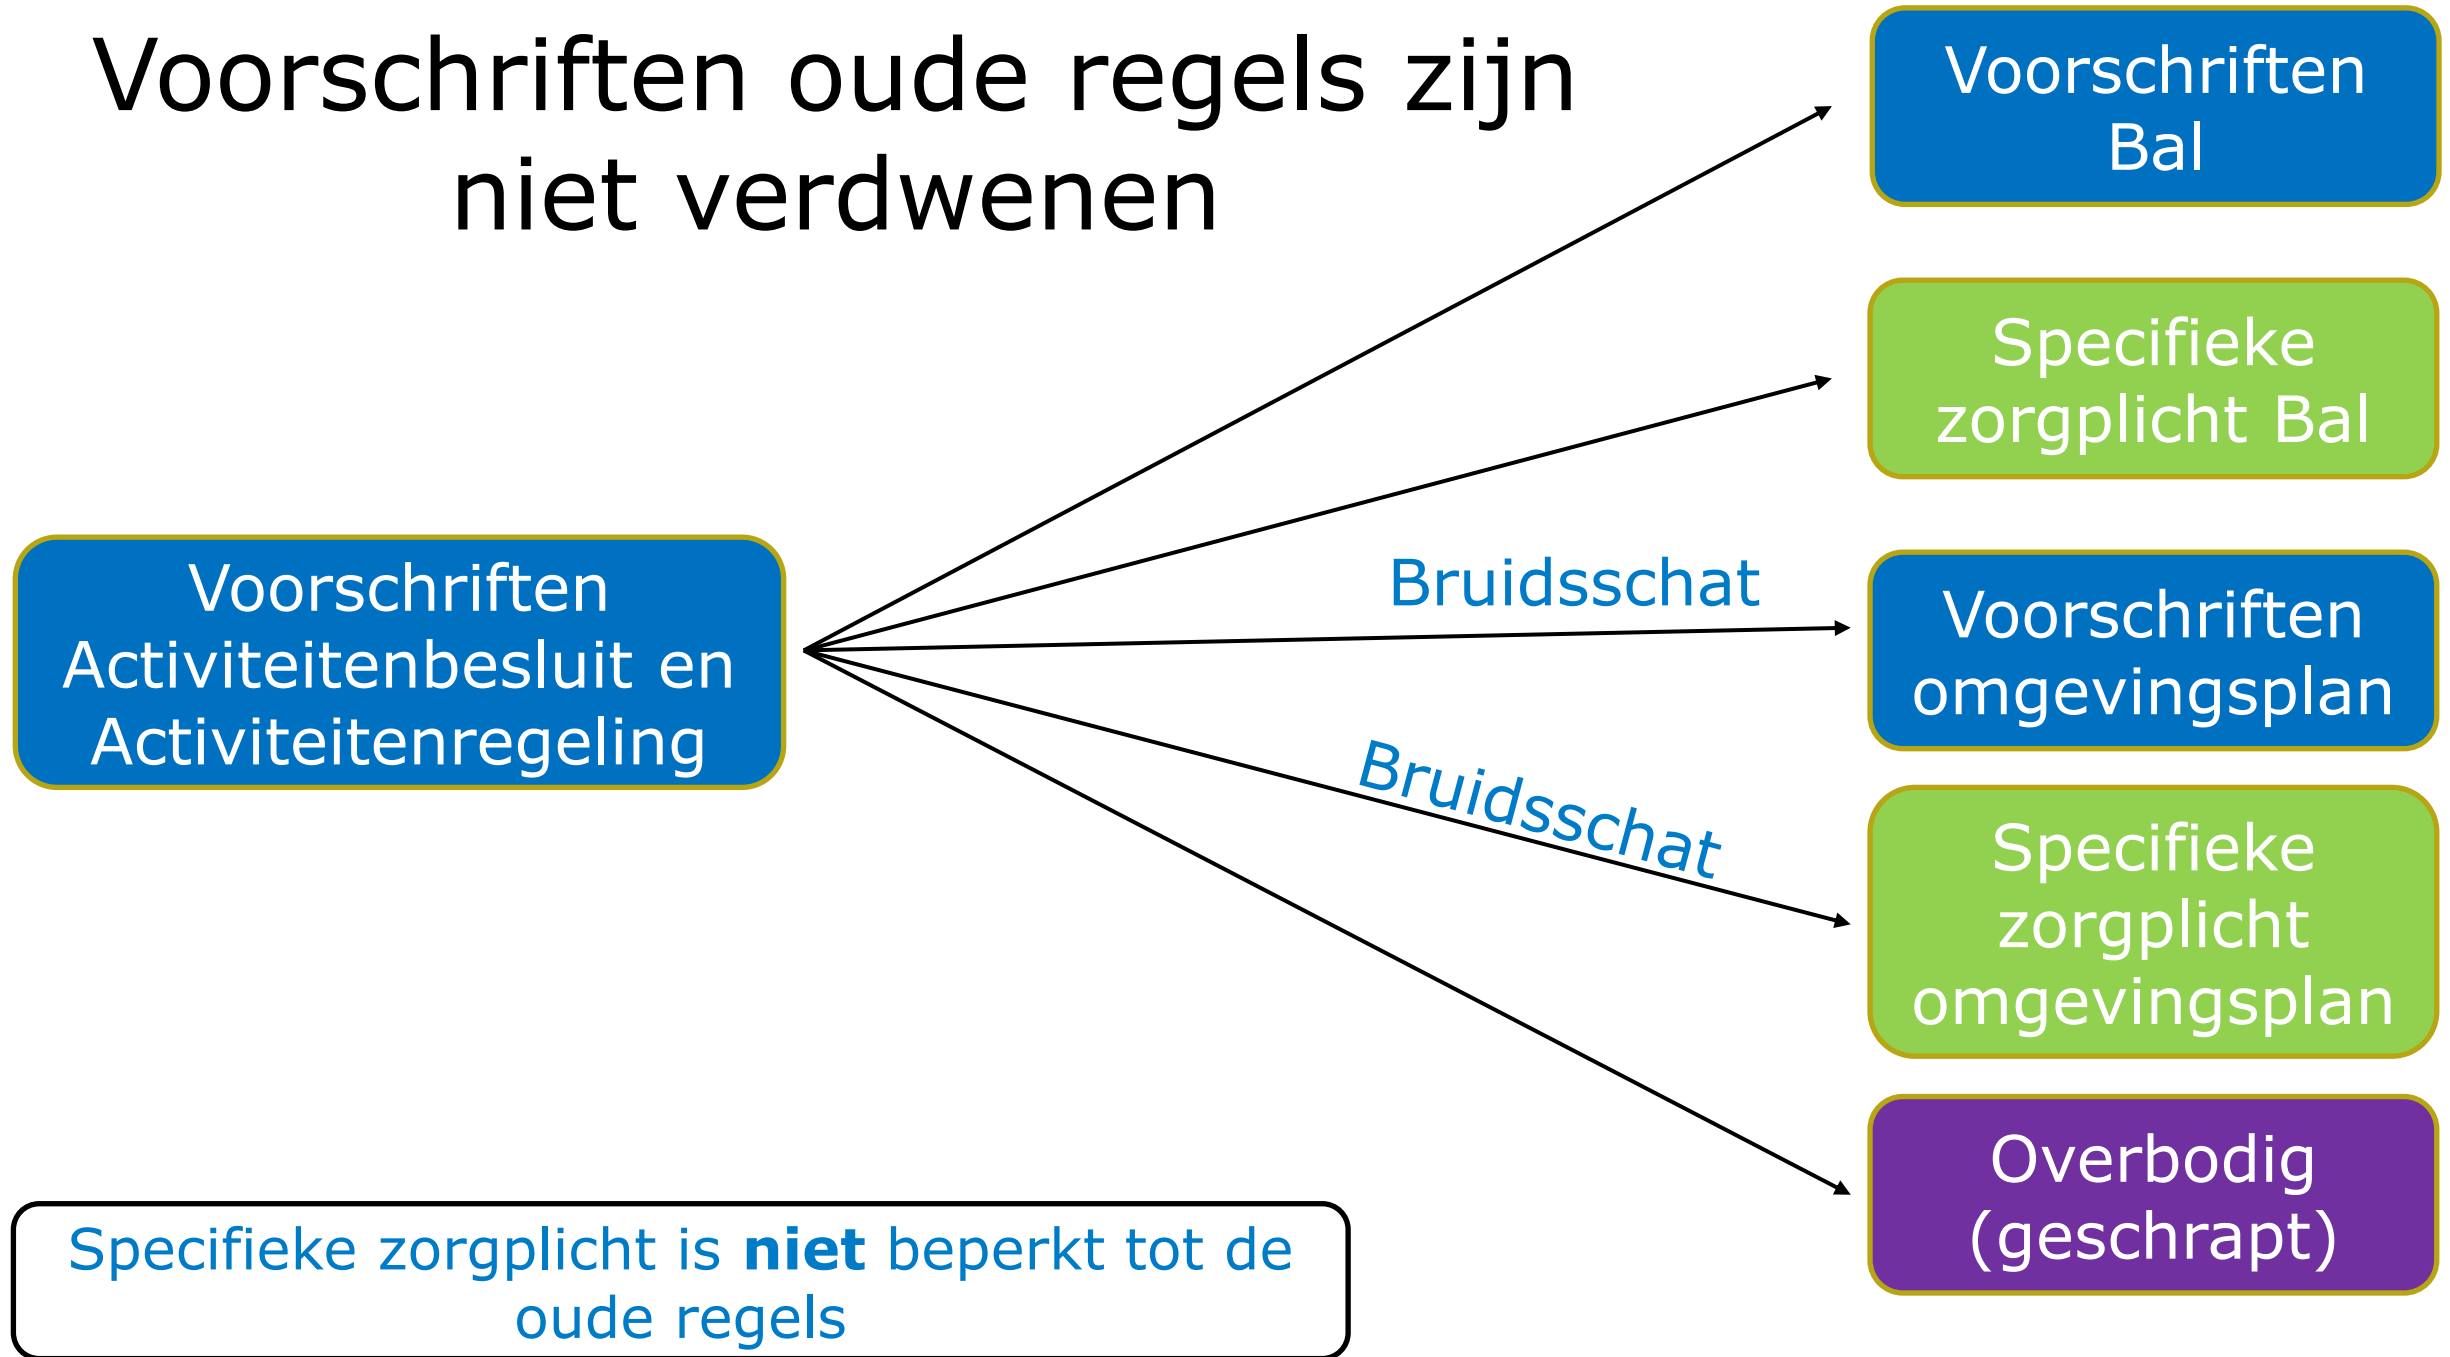 Voorschriften oude regels zijn
niet verdwenen
Voorschriften
Bal
Specifieke
zorgplicht Bal
Voorschriften
Activiteitenbesluit en
Activiteitenregeling
Bruidsschat
Voorschriften
omgevingsplan
Bruidsschat
Specifieke
zorgplicht
omgevingsplan
Overbodig
(geschrapt)
Specifieke zorgplicht is niet beperkt tot de
oude regels